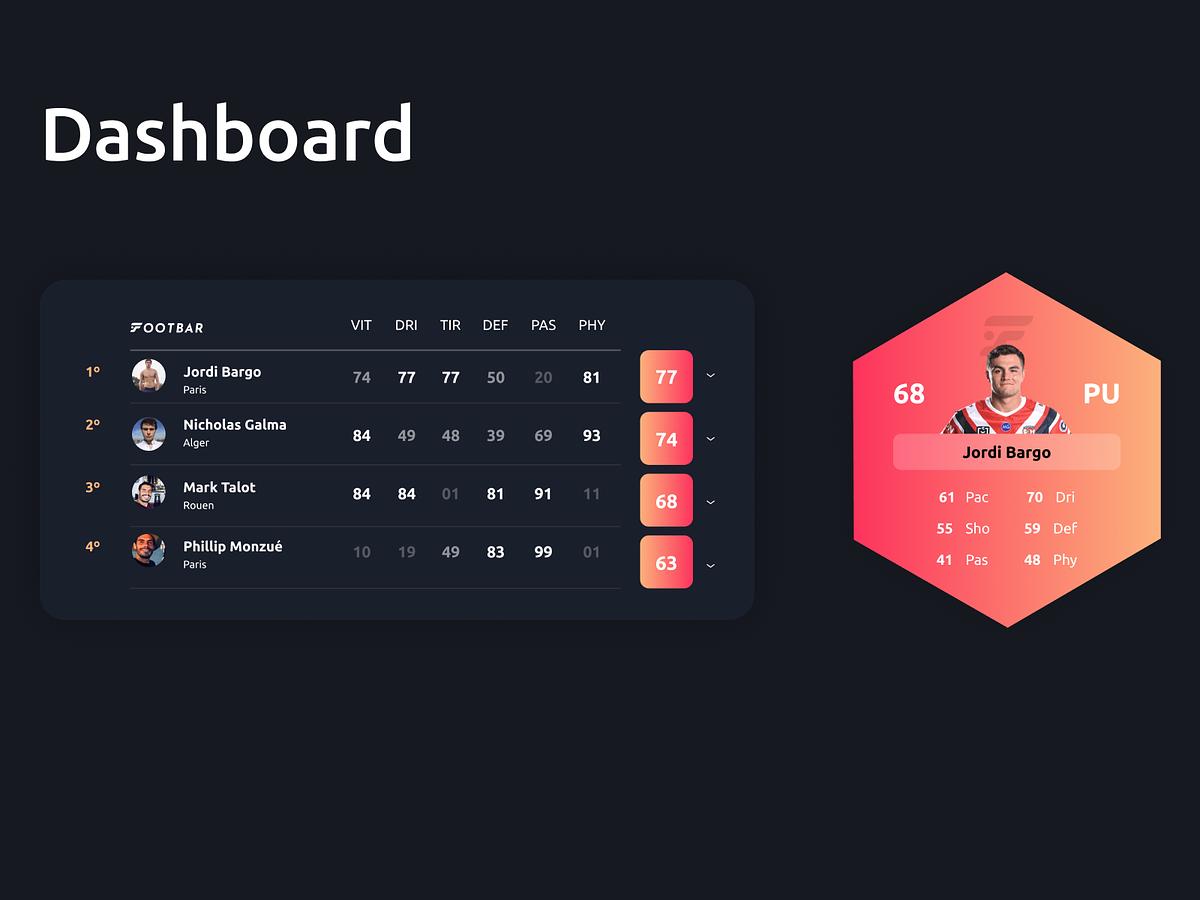 Dashboard
FOOTBAR VIT DRI TIR DEF PAS PHY
1º Jordi Bargo 74 77 77 50 20 81 77
Paris
2º Nicholas Galma 84 49 48 39 69 93 74
Alger
3º Mark Talot 84 84 01 81 91 11 68
Rouen
4º Phillip Monzué 10 19 49 83 99 01 63
Paris
68 PU
Jordi Bargo
61 Pac 70 Dri
55 Sho 59 Def
41 Pas 48 Phy